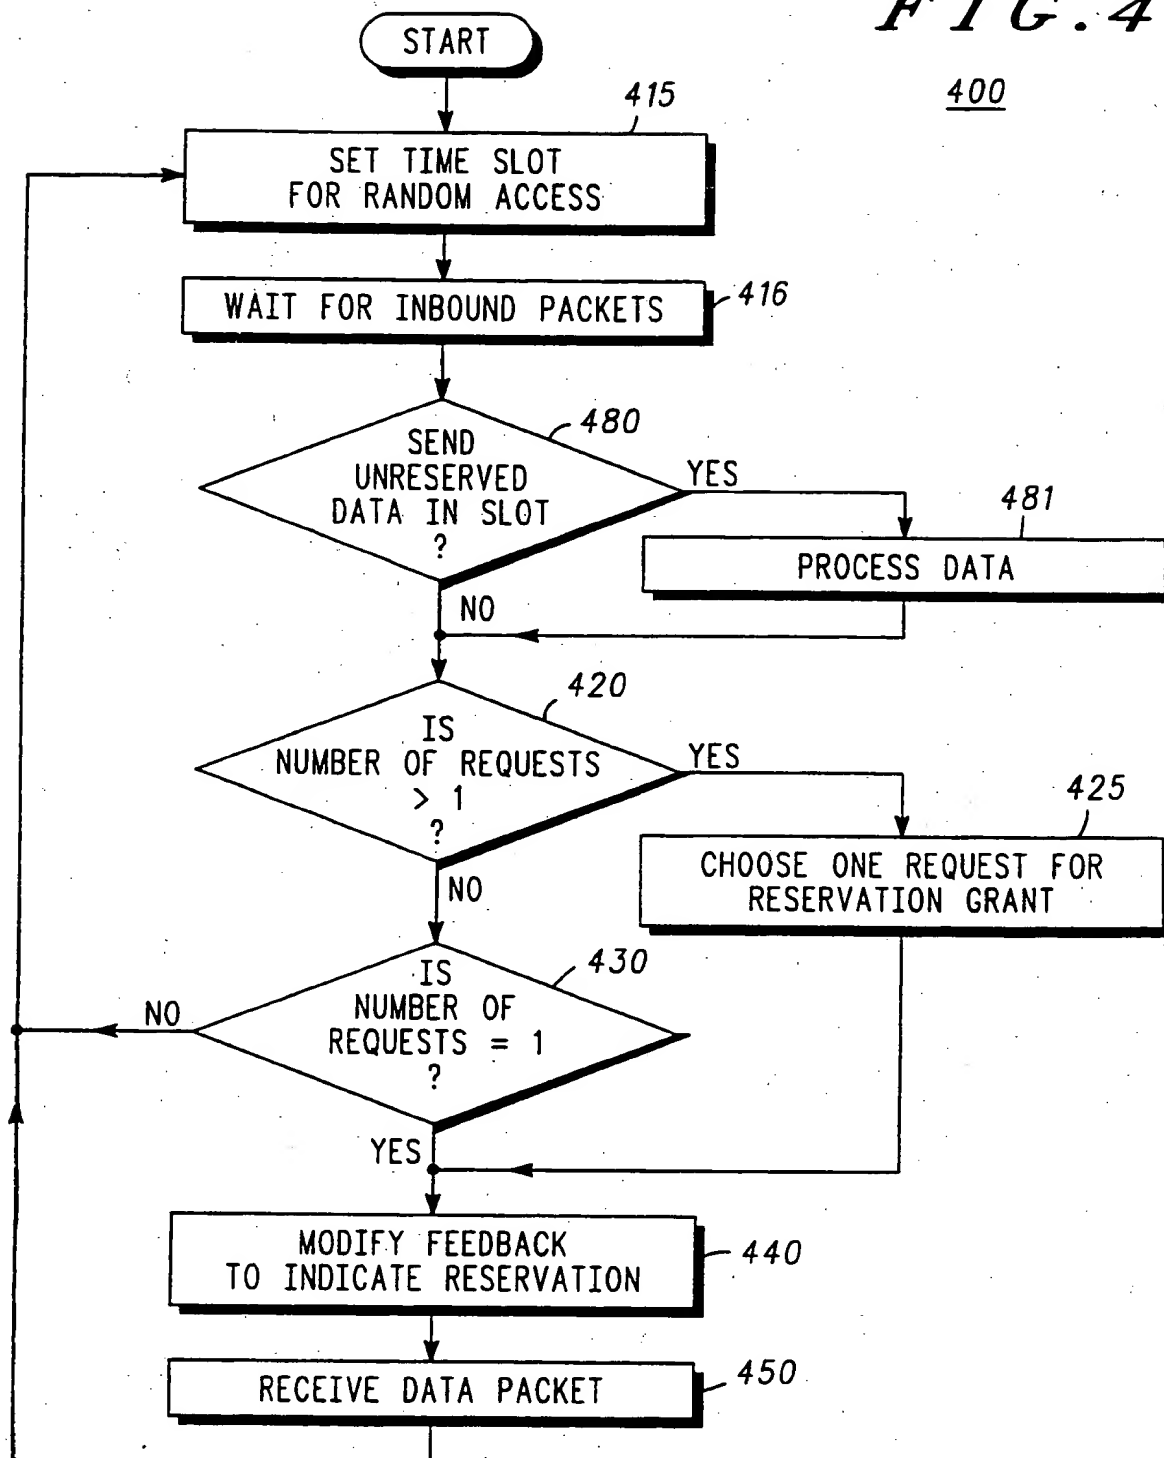 FIG. 4
400
START
415
SET TIME SLOT
FOR RANDOM ACCESS
WAIT FOR INBOUND PACKETS
416
480
SEND
UNRESERVED
DATA IN SLOT
?
YES
481
PROCESS DATA
NO
420
IS
NUMBER OF REQUESTS
> 1
?
YES
425
CHOOSE ONE REQUEST FOR
RESERVATION GRANT
NO
430
IS
NUMBER OF
REQUESTS = 1
?
NO
YES
MODIFY FEEDBACK
TO INDICATE RESERVATION
440
RECEIVE DATA PACKET
450